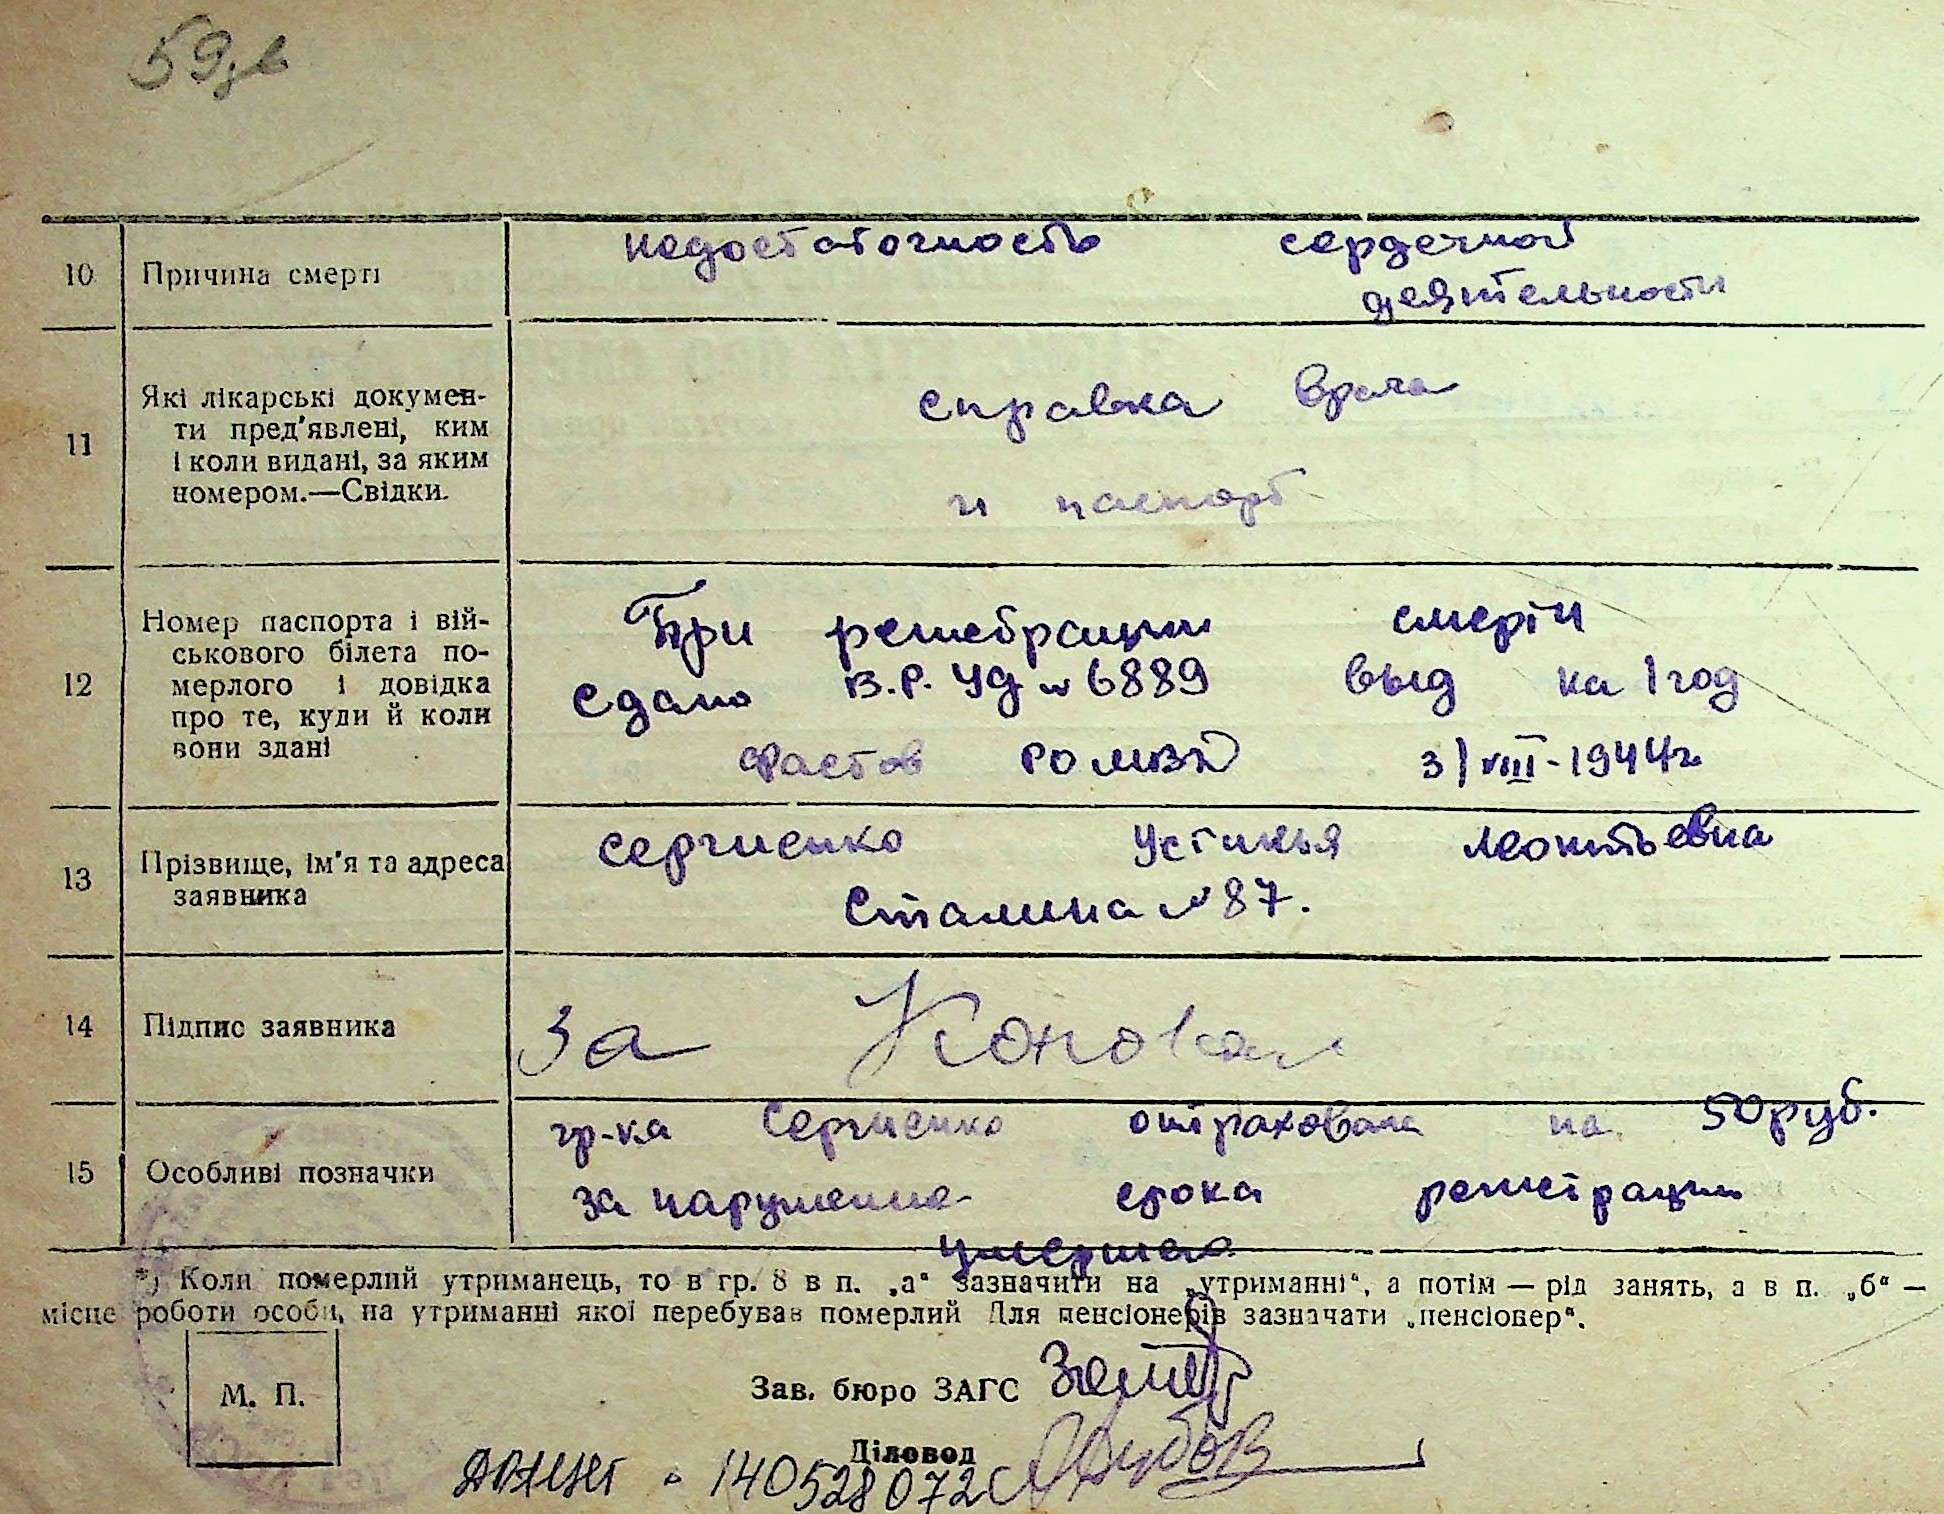 59
недостаточность сердечной
деятельности
10 Причина смерті
11 Які лікарські докумен-
ти пред'явлені, ким
і коли видані, за яким
номером.—Свідки.
справка врача
и паспорт
12 Номер паспорта і вій-
ськового білета по-
мерлого і довідка
про те, куди й коли
вони здані
При регистрации смерти
сдано В.Р. Уд № 6889 выд на 1 год
Фастов РО МВД 31/VIII-1944г
13 Прізвище, ім'я та адреса
заявника
Сергиенко Устинья Леонтьевна
Сталина № 87.
14 Підпис заявника
За Коновал
15 Особливі позначки
гр-ка Сергиенко оштрахована на 50 руб.
за нарушение срока регистрации
умершего
*) Коли померлий утриманець, то в гр. 8 в п. „а“ зазначити на „утриманні“, а потім — рід занять, а в п. „б“ —
місце роботи особи, на утриманні якої перебував померлий Для пенсіонерів зазначати „пенсіонер“.
М. П.
Зав. бюро ЗАГС
Діловод
140528072